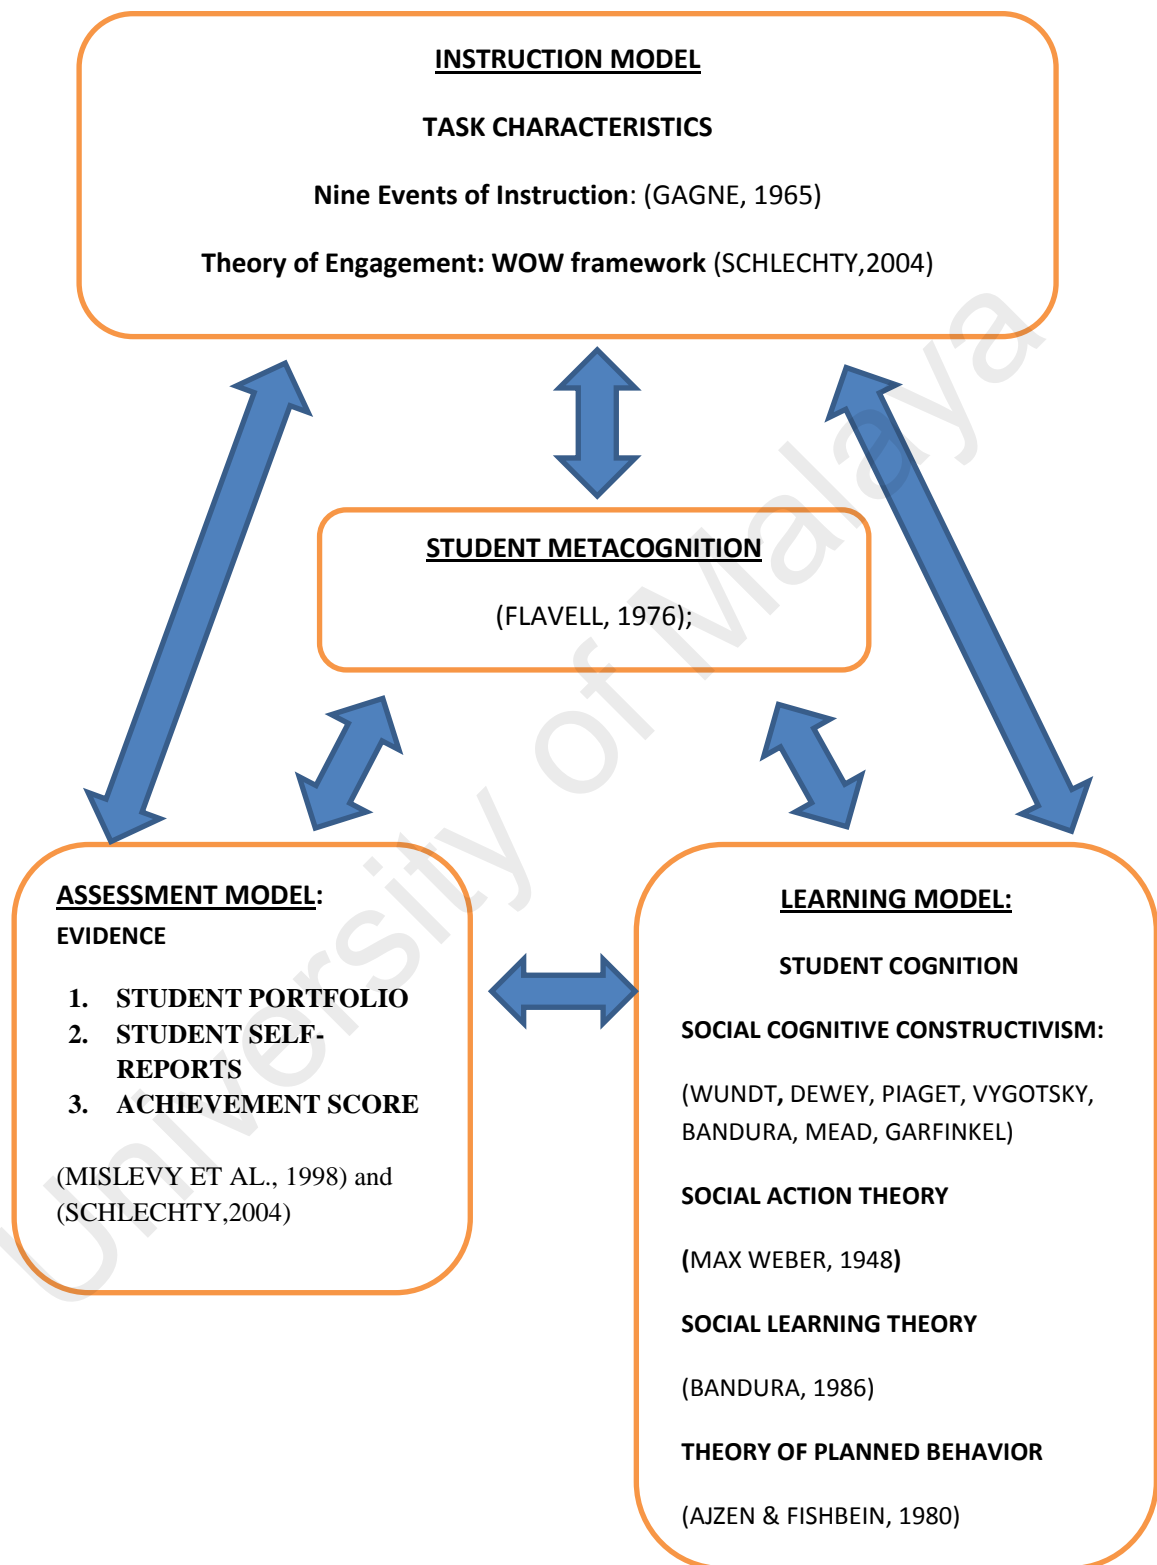 INSTRUCTION MODEL
TASK CHARACTERISTICS
Nine Events of Instruction: (GAGNE, 1965)
Theory of Engagement: WOW framework (SCHLECHTY,2004)
STUDENT METACOGNITION
(FLAVELL, 1976);
ASSESSMENT MODEL:
EVIDENCE
1. STUDENT PORTFOLIO
2. STUDENT SELF-
REPORTS
3. ACHIEVEMENT SCORE
(MISLEVY ET AL., 1998) and
(SCHLECHTY,2004)
LEARNING MODEL:
STUDENT COGNITION
SOCIAL COGNITIVE CONSTRUCTIVISM:
(WUNDT, DEWEY, PIAGET, VYGOTSKY,
BANDURA, MEAD, GARFINKEL)
SOCIAL ACTION THEORY
(MAX WEBER, 1948)
SOCIAL LEARNING THEORY
(BANDURA, 1986)
THEORY OF PLANNED BEHAVIOR
(AJZEN & FISHBEIN, 1980)
University of Malaya